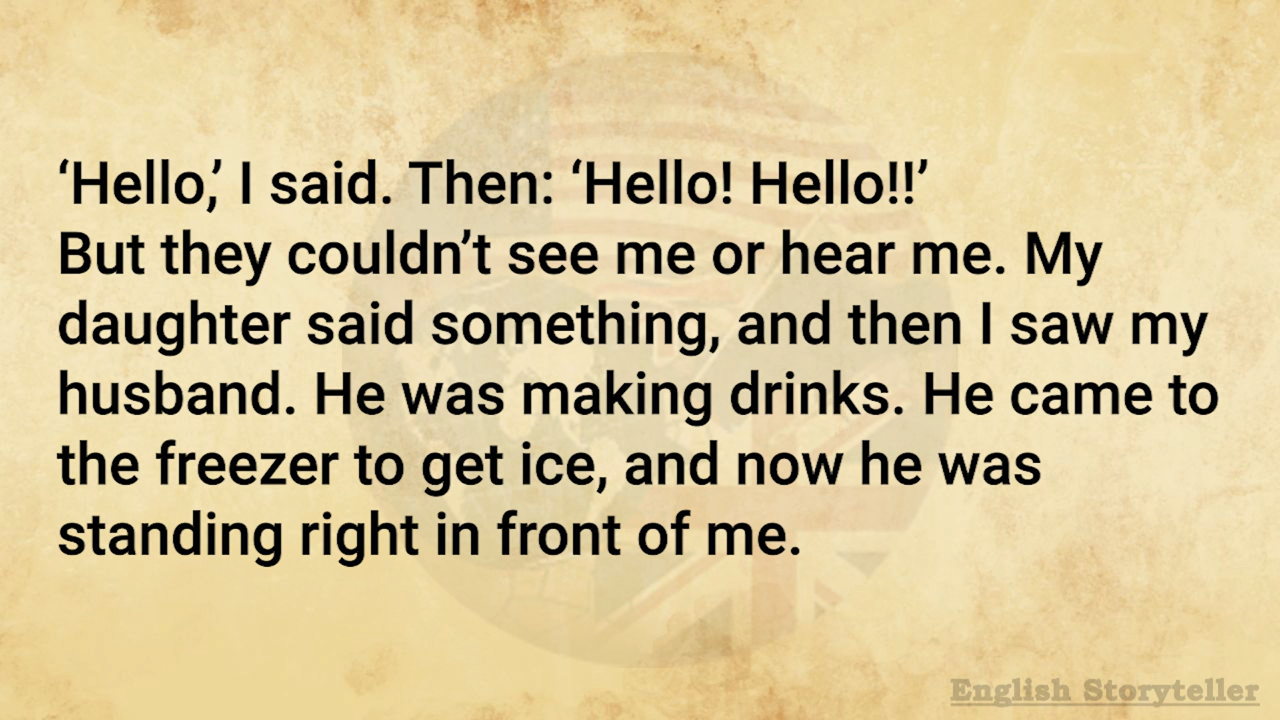 ‘Hello,’ I said. Then: ‘Hello! Hello!!’
But they couldn’t see me or hear me. My
daughter said something, and then I saw my
husband. He was making drinks. He came to
the freezer to get ice, and now he was
standing right in front of me.
English Storyteller